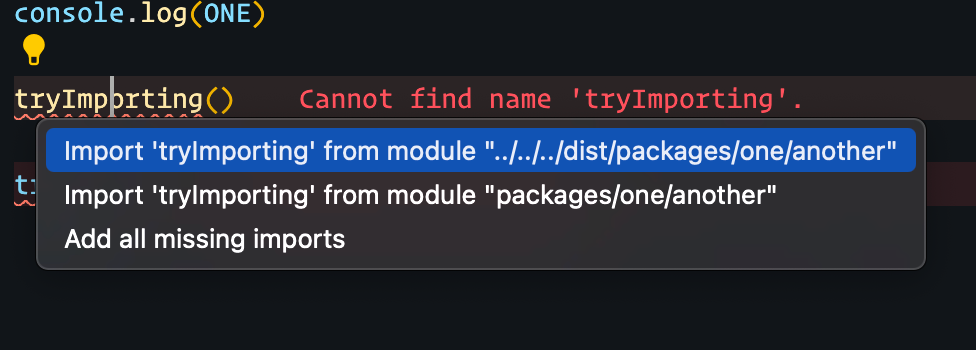 console.log(ONE)
tryImporting()    Cannot find name 'tryImporting'.
Import 'tryImporting' from module "../../../dist/packages/one/another"
Import 'tryImporting' from module "packages/one/another"
Add all missing imports